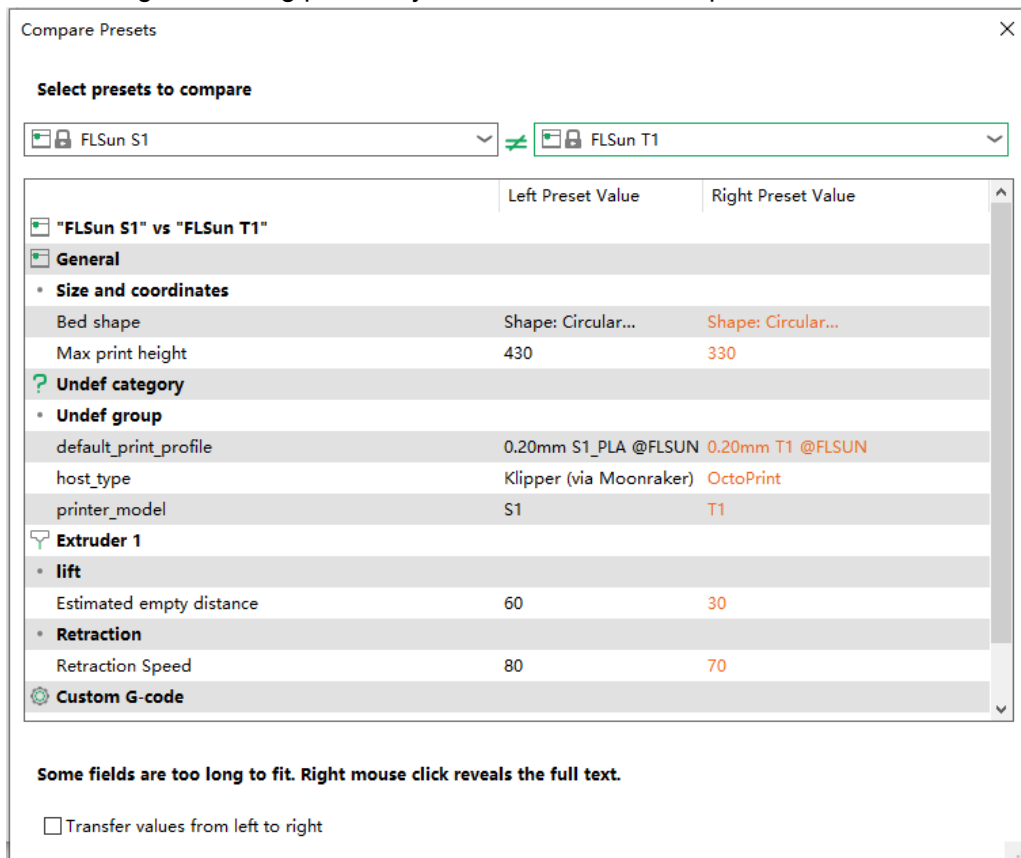 Compare Presets
Select presets to compare
FLSun S1 ≠ FLSun T1
Left Preset Value Right Preset Value
"FLSun S1" vs "FLSun T1"
General
Size and coordinates
Bed shape Shape: Circular... Shape: Circular...
Max print height 430 330
Undef category
Undef group
default_print_profile 0.20mm S1_PLA @FLSUN 0.20mm T1 @FLSUN
host_type Klipper (via Moonraker) OctoPrint
printer_model S1 T1
Extruder 1
lift
Estimated empty distance 60 30
Retraction
Retraction Speed 80 70
Custom G-code
Some fields are too long to fit. Right mouse click reveals the full text.
Transfer values from left to right